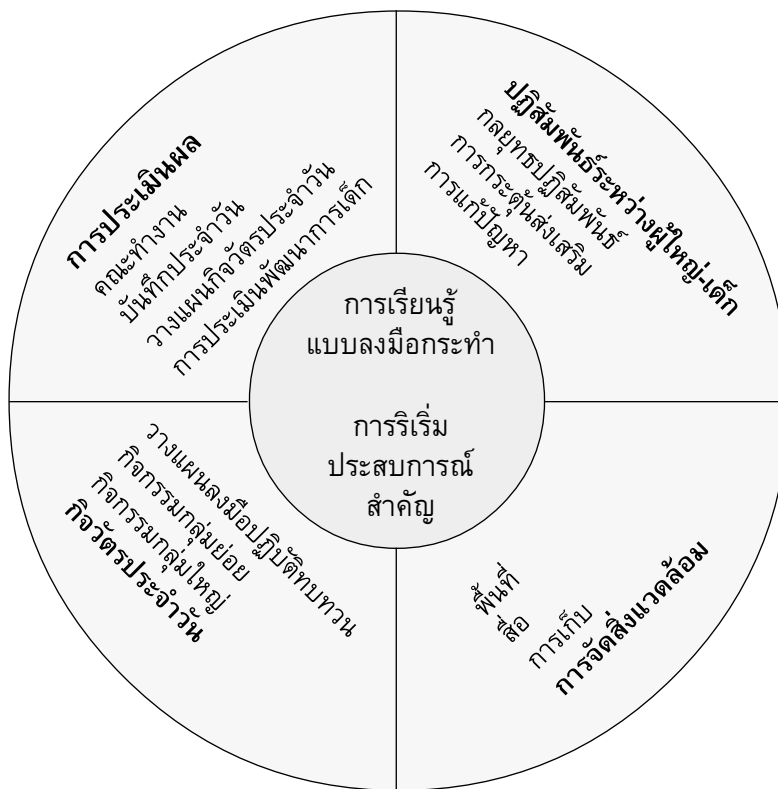 การประเมินผล
คณะทำงาน
บันทึกประจำวัน
วางแผนกิจวัตรประจำวัน
การประเมินพัฒนาการเด็ก
ปฏิสัมพันธ์ระหว่างผู้ใหญ่-เด็ก
กลยุทธปฏิสัมพันธ์
การกระตุ้นส่งเสริม
การแก้ปัญหา
การเรียนรู้
แบบลงมือกระทำ
การริเริ่ม
ประสบการณ์
สำคัญ
วางแผนลงมือปฏิบัติทบทวน
กิจกรรมกลุ่มย่อย
กิจกรรมกลุ่มใหญ่
กิจวัตรประจำวัน
พื้นที่
สื่อ
การเก็บ
การจัดสิ่งแวดล้อม